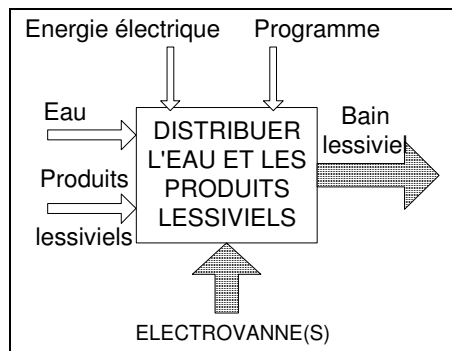 Energie électrique
Programme
Eau
DISTRIBUER
L'EAU ET LES
PRODUITS
LESSIVIELS
Bain
lessiviel
Produits
lessiviels
ELECTROVANNE(S)